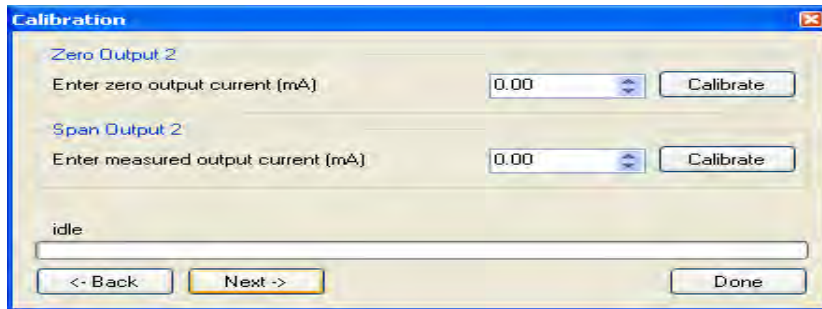 Calibration
Zero Output 2
Enter zero output current (mA) 0.00 Calibrate
Span Output 2
Enter measured output current (mA) 0.00 Calibrate
idle
<- Back Next -> Done